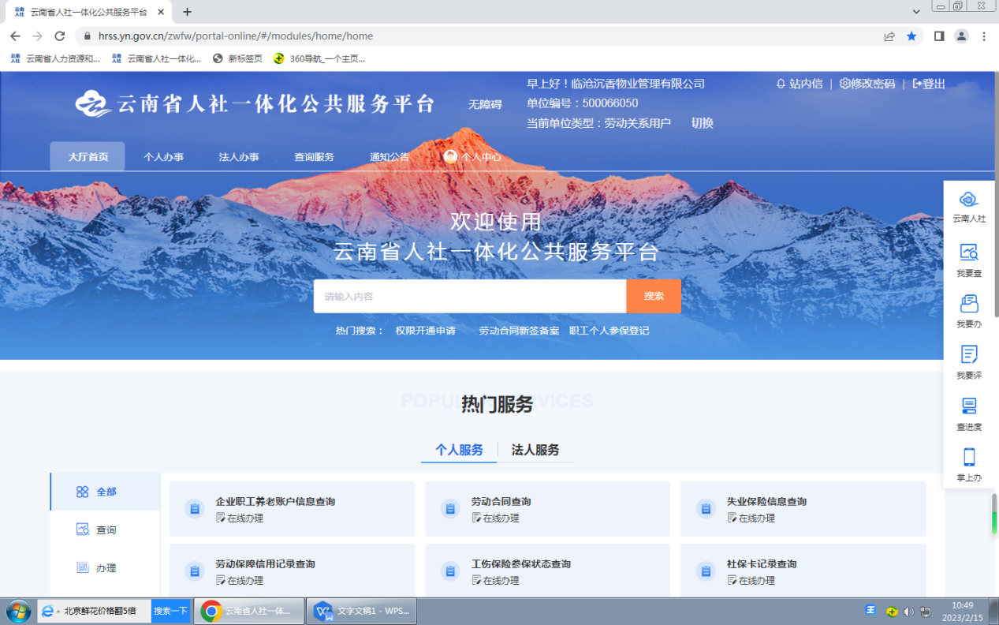 云南省人社一体化公共服务平台
hrss.yn.gov.cn/zwfw/portal-online/#/modules/home/home
云南省人力资源和...
云南省人社一体化...
新标签页
360导航_一个主页...
云南省人社一体化公共服务平台
无障碍
早上好！临沧沉香物业管理有限公司
单位编号：500066050
当前单位类型：劳动关系用户 切换
站内信 | 修改密码 | 登出
大厅首页 个人办事 法人办事 查询服务 通知公告 个人中心
欢迎使用
云南省人社一体化公共服务平台
请输入内容 搜索
热门搜索： 权限开通申请 劳动合同新签备案 职工个人参保登记
云南人社
我要查
我要办
我要评
查进度
掌上办
POPULAR SERVICES
热门服务
个人服务 法人服务
全部
查询
办理
企业职工养老账户信息查询
在线办理
劳动合同查询
在线办理
失业保险信息查询
在线办理
劳动保障信用记录查询
在线办理
工伤保险参保状态查询
在线办理
社保卡记录查询
在线办理
北京鲜花价格翻5倍 搜索一下
云南省人社一体...
文字文稿1 - WPS...
10:49
2023/2/15